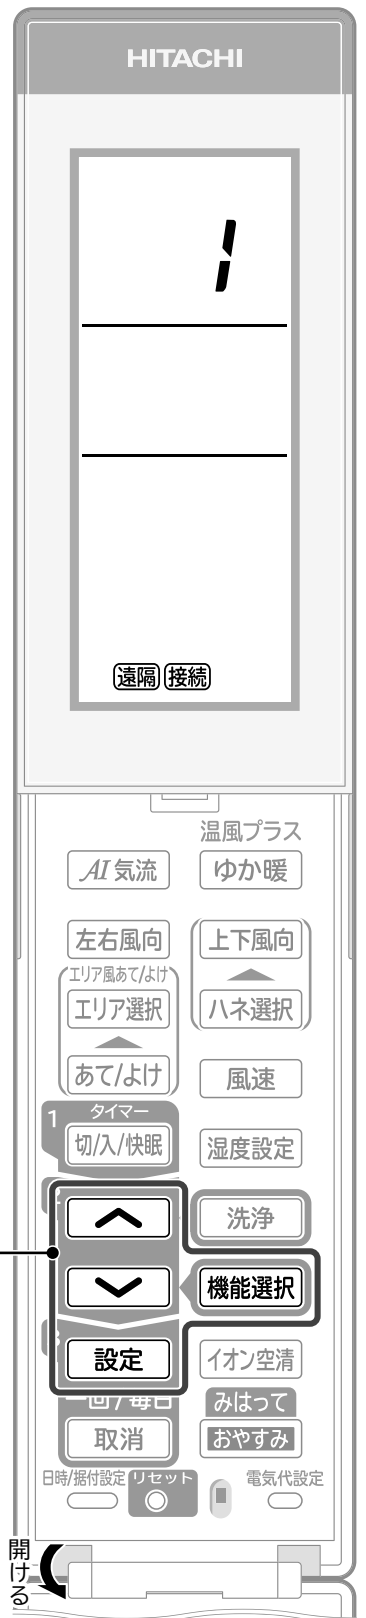 HITACHI
1
遠隔 接続
温風プラス
AI 気流 ゆか暖
左右風向 上下風向
エリア風あて/よけ
エリア選択 ハネ選択
あて/よけ 風速
1 タイマー
切/入/快眠 湿度設定
洗浄
機能選択
設定 イオン空清
一回/毎日 みはって
取消 おやすみ
日時/据付設定 リセット 電気代設定
開ける